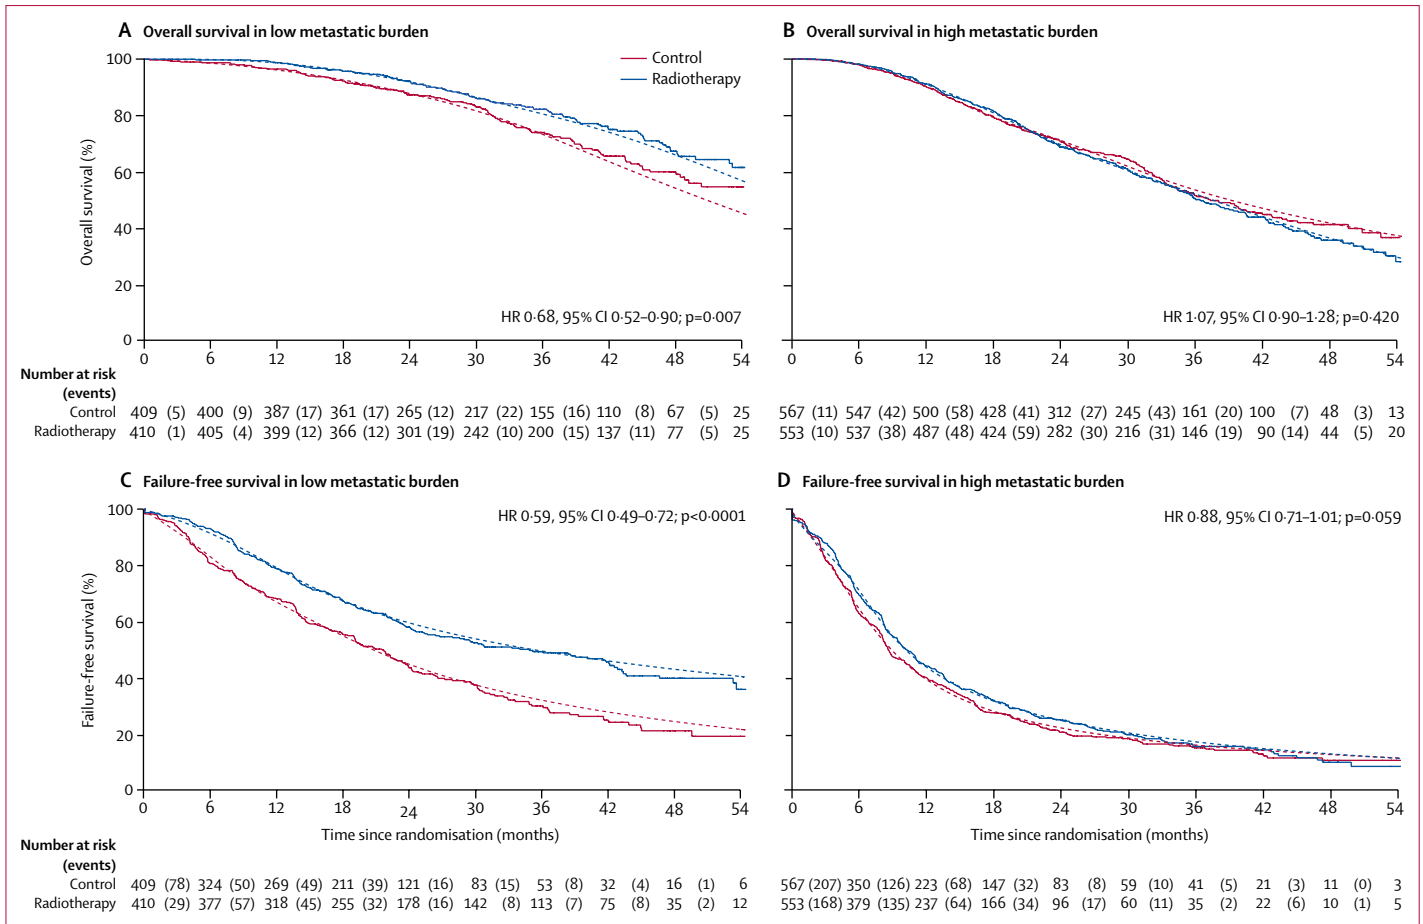 A Overall survival in low metastatic burden
Control
Radiotherapy
Overall survival (%)
100
80
60
40
20
0
HR 0·68, 95% CI 0·52–0·90; p=0·007
0 6 12 18 24 30 36 42 48 54
B Overall survival in high metastatic burden
HR 1·07, 95% CI 0·90–1·28; p=0·420
0 6 12 18 24 30 36 42 48 54
Number at risk
(events)
Control 409 (5) 400 (9) 387 (17) 361 (17) 265 (12) 217 (22) 155 (16) 110 (8) 67 (5) 25 567 (11) 547 (42) 500 (58) 428 (41) 312 (27) 245 (43) 161 (20) 100 (7) 48 (3) 13
Radiotherapy 410 (1) 405 (4) 399 (12) 366 (12) 301 (19) 242 (10) 200 (15) 137 (11) 77 (5) 25 553 (10) 537 (38) 487 (48) 424 (59) 282 (30) 216 (31) 146 (19) 90 (14) 44 (5) 20
C Failure-free survival in low metastatic burden
HR 0·59, 95% CI 0·49–0·72; p<0·0001
Failure-free survival (%)
100
80
60
40
20
0
0 6 12 18 24 30 36 42 48 54
Time since randomisation (months)
D Failure-free survival in high metastatic burden
HR 0·88, 95% CI 0·71–1·01; p=0·059
0 6 12 18 24 30 36 42 48 54
Time since randomisation (months)
Number at risk
(events)
Control 409 (78) 324 (50) 269 (49) 211 (39) 121 (16) 83 (15) 53 (8) 32 (4) 16 (1) 6 567 (207) 350 (126) 223 (68) 147 (32) 83 (8) 59 (10) 41 (5) 21 (3) 11 (0) 3
Radiotherapy 410 (29) 377 (57) 318 (45) 255 (32) 178 (16) 142 (8) 113 (7) 75 (8) 35 (2) 12 553 (168) 379 (135) 237 (64) 166 (34) 96 (17) 60 (11) 35 (2) 22 (6) 10 (1) 5